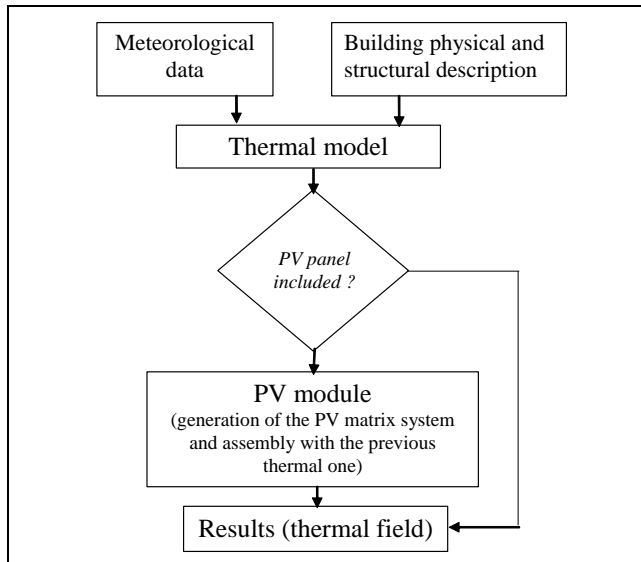 Meteorological
data
Building physical and
structural description
Thermal model
PV panel
included ?
PV module
(generation of the PV matrix system
and assembly with the previous
thermal one)
Results (thermal field)